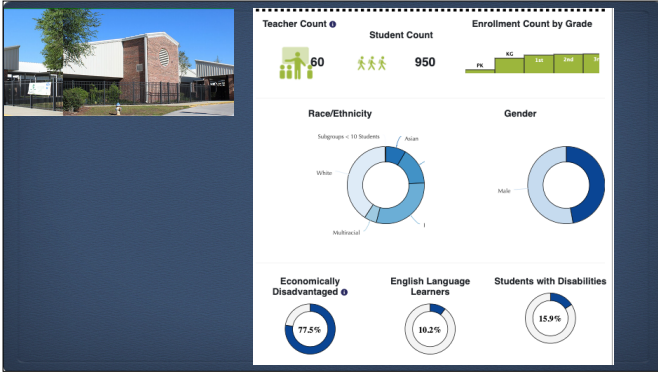 Teacher Count
Enrollment Count by Grade
Student Count
60
950
PK
KG
1st
2nd
3r
Race/Ethnicity
Gender
Subgroups < 10 Students
Asian
White
Male
Multiracial
Economically
Disadvantaged
English Language
Learners
Students with Disabilities
77.5%
10.2%
15.9%